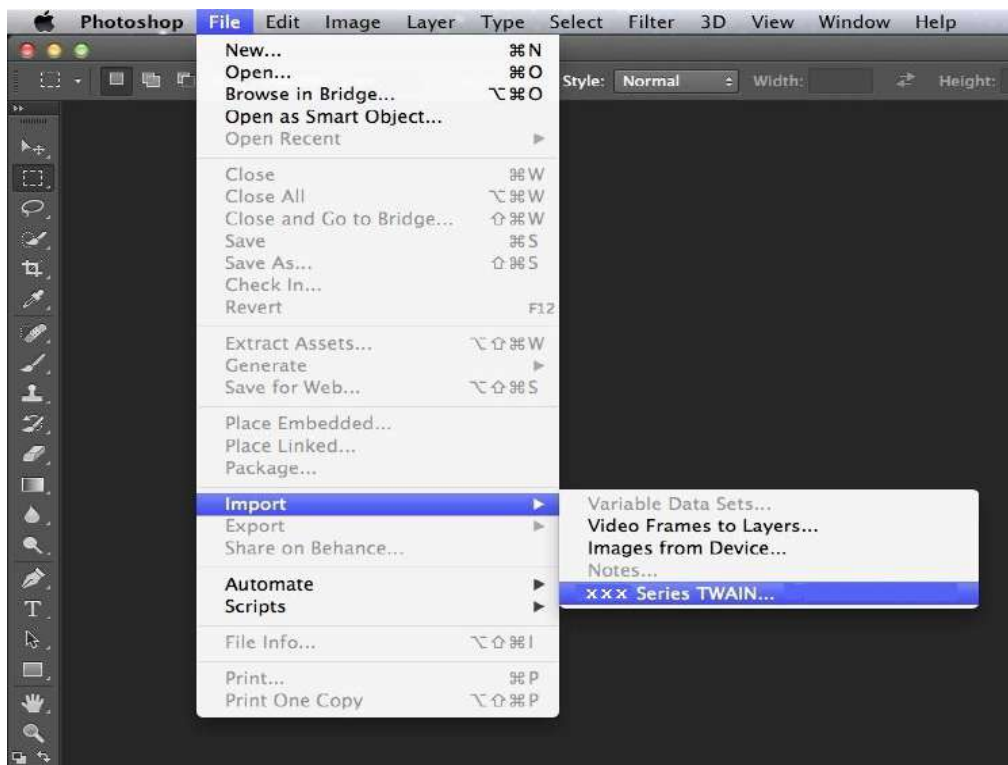 Photoshop File Edit Image Layer Type Select Filter 3D View Window Help
Style: Normal Width: Height:
New... ⌘N
Open... ⌘O
Browse in Bridge... ⌥⌘O
Open as Smart Object...
Open Recent
Close ⌘W
Close All ⌥⌘W
Close and Go to Bridge... ⇧⌘W
Save ⌘S
Save As... ⇧⌘S
Check In...
Revert F12
Extract Assets... ⌥⇧⌘W
Generate
Save for Web... ⌥⇧⌘S
Place Embedded...
Place Linked...
Package...
Import
Export
Share on Behance...
Automate
Scripts
File Info... ⌥⇧⌘I
Print... ⌘P
Print One Copy ⌥⇧⌘P
Variable Data Sets...
Video Frames to Layers...
Images from Device...
Notes...
xxx Series TWAIN...